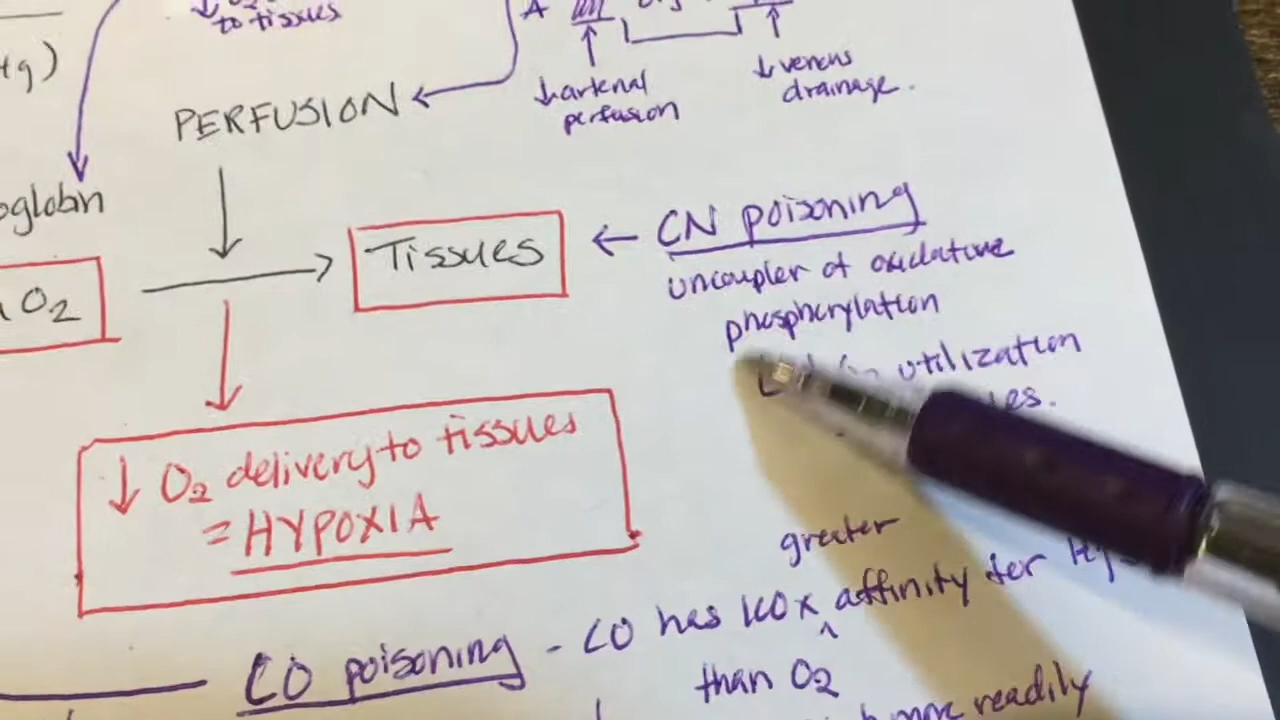 to tissues
A
↓arterial
perfusion
↓venous
drainage.
PERFUSION
Tissues
← CN poisoning
uncoupler of oxidative
phosphorylation
utilization
O2
↓ O2 delivery to tissues
= HYPOXIA
greater
CO poisoning - CO has 100x affinity for
than O2
more readily